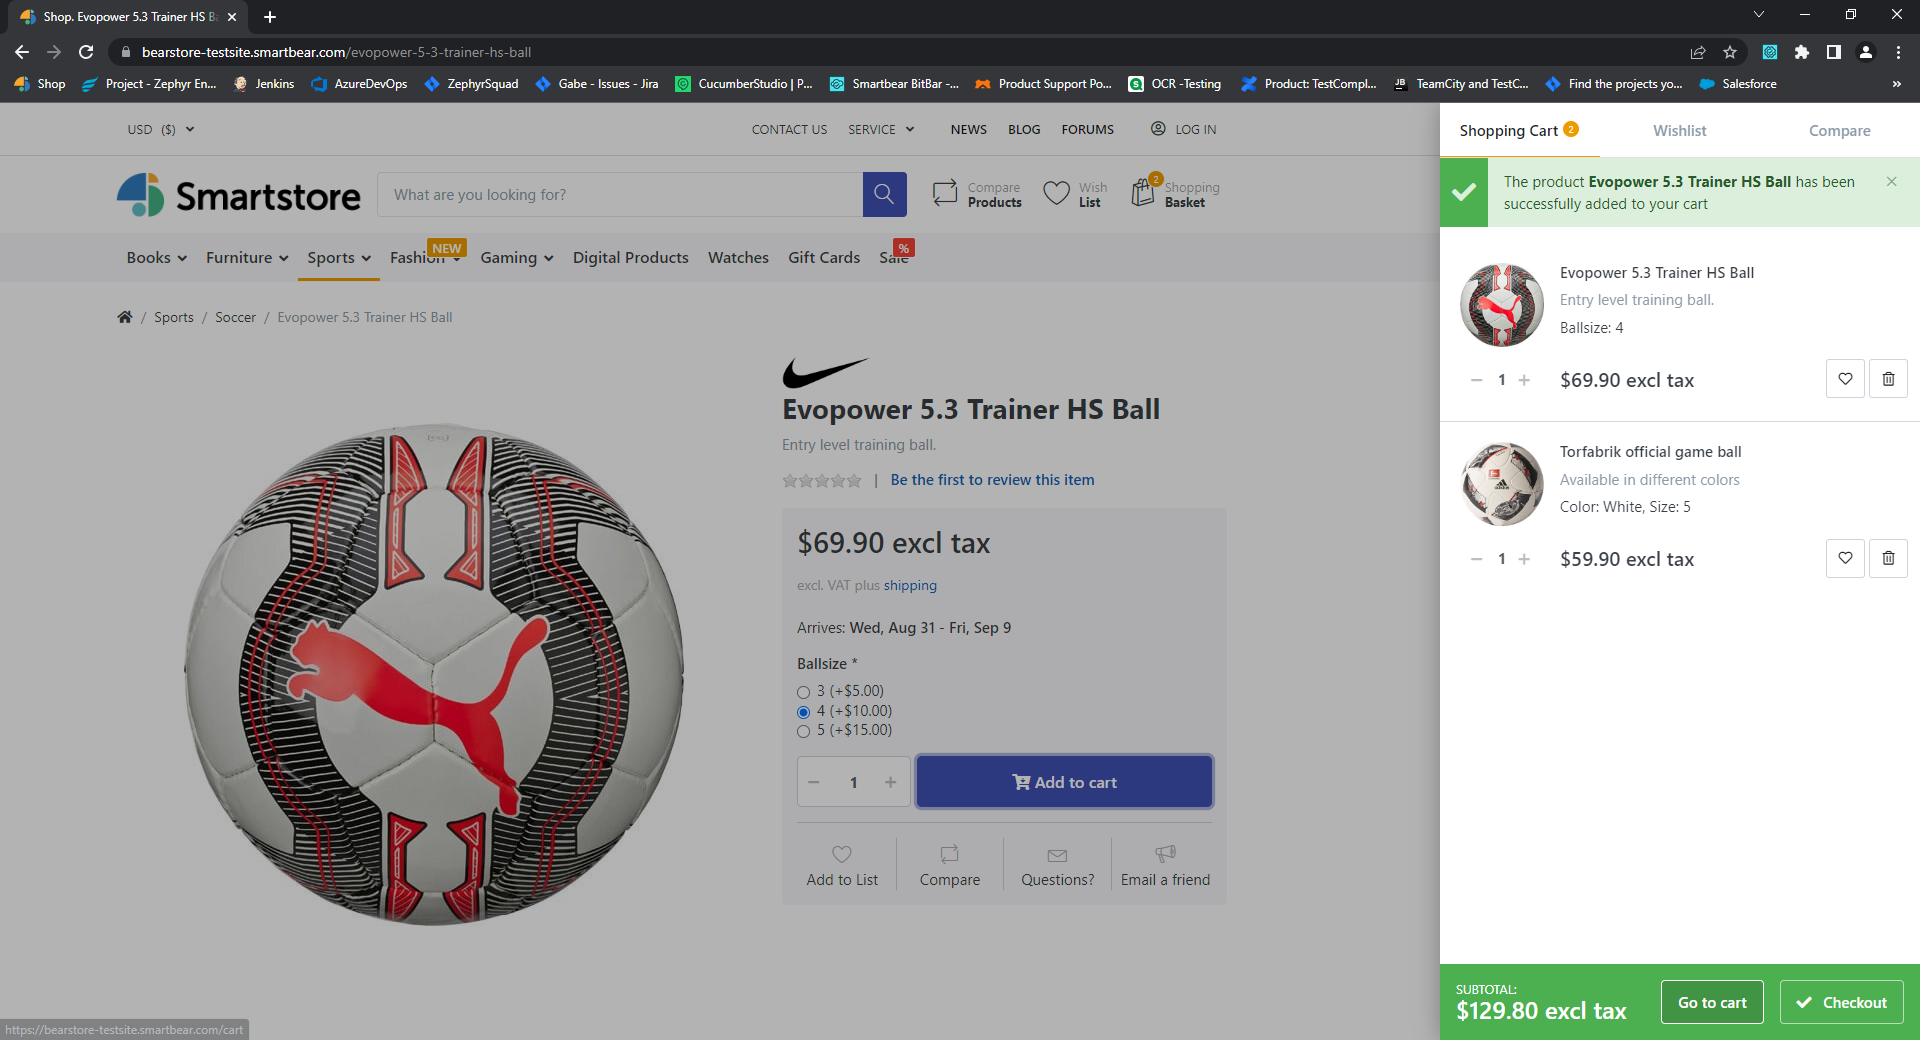 Shop. Evopower 5.3 Trainer HS B
bearstore-testsite.smartbear.com/evopower-5-3-trainer-hs-ball
Shop
Project - Zephyr En...
Jenkins
AzureDevOps
ZephyrSquad
Gabe - Issues - Jira
CucumberStudio | P...
Smartbear BitBar -...
Product Support Po...
OCR -Testing
Product: TestCompl...
JB
TeamCity and TestC...
Find the projects yo...
Salesforce
»
USD ($)
CONTACT US
SERVICE
NEWS
BLOG
FORUMS
LOG IN
Smartstore
What are you looking for?
Compare
Products
Wish
List
2
Shopping
Basket
Books
Furniture
Sports
Fashion
NEW
Gaming
Digital Products
Watches
Gift Cards
Sale
%
/ Sports / Soccer / Evopower 5.3 Trainer HS Ball
Evopower 5.3 Trainer HS Ball
Entry level training ball.
| Be the first to review this item
$69.90 excl tax
excl. VAT plus shipping
Arrives: Wed, Aug 31 - Fri, Sep 9
Ballsize *
3 (+$5.00)
4 (+$10.00)
5 (+$15.00)
1
Add to cart
Add to List
Compare
Questions?
Email a friend
Shopping Cart 2
Wishlist
Compare
The product Evopower 5.3 Trainer HS Ball has been
successfully added to your cart
Evopower 5.3 Trainer HS Ball
Entry level training ball.
Ballsize: 4
1
$69.90 excl tax
Torfabrik official game ball
Available in different colors
Color: White, Size: 5
1
$59.90 excl tax
SUBTOTAL:
$129.80 excl tax
Go to cart
Checkout
https://bearstore-testsite.smartbear.com/cart